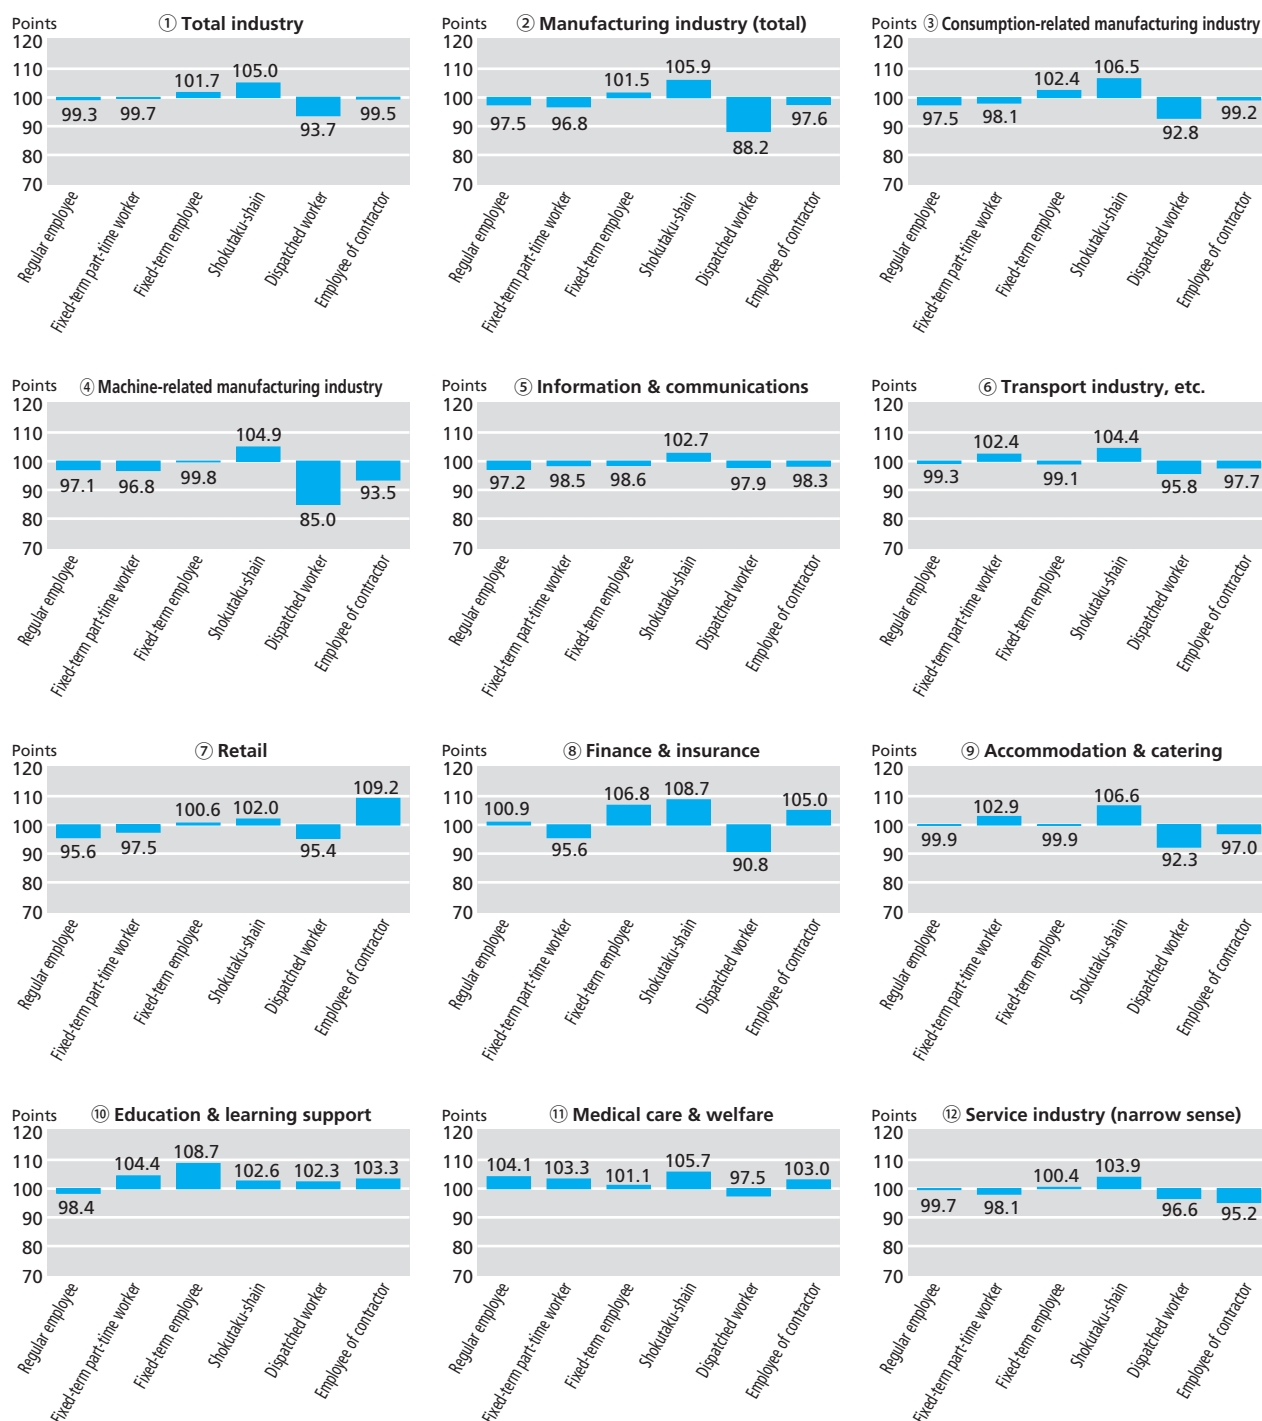 Points
① Total industry
120
110
100
90
80
70
99.3
99.7
101.7
105.0
93.7
99.5
Regular employee
Fixed-term part-time worker
Fixed-term employee
Shokutaku-shain
Dispatched worker
Employee of contractor
Points
② Manufacturing industry (total)
120
110
100
90
80
70
97.5
96.8
101.5
105.9
88.2
97.6
Regular employee
Fixed-term part-time worker
Fixed-term employee
Shokutaku-shain
Dispatched worker
Employee of contractor
Points
③ Consumption-related manufacturing industry
120
110
100
90
80
70
97.5
98.1
102.4
106.5
92.8
99.2
Regular employee
Fixed-term part-time worker
Fixed-term employee
Shokutaku-shain
Dispatched worker
Employee of contractor
Points
④ Machine-related manufacturing industry
120
110
100
90
80
70
97.1
96.8
99.8
104.9
85.0
93.5
Regular employee
Fixed-term part-time worker
Fixed-term employee
Shokutaku-shain
Dispatched worker
Employee of contractor
Points
⑤ Information & communications
120
110
100
90
80
70
97.2
98.5
98.6
102.7
97.9
98.3
Regular employee
Fixed-term part-time worker
Fixed-term employee
Shokutaku-shain
Dispatched worker
Employee of contractor
Points
⑥ Transport industry, etc.
120
110
100
90
80
70
99.3
102.4
99.1
104.4
95.8
97.7
Regular employee
Fixed-term part-time worker
Fixed-term employee
Shokutaku-shain
Dispatched worker
Employee of contractor
Points
⑦ Retail
120
110
100
90
80
70
95.6
97.5
100.6
102.0
95.4
109.2
Regular employee
Fixed-term part-time worker
Fixed-term employee
Shokutaku-shain
Dispatched worker
Employee of contractor
Points
⑧ Finance & insurance
120
110
100
90
80
70
100.9
95.6
106.8
108.7
90.8
105.0
Regular employee
Fixed-term part-time worker
Fixed-term employee
Shokutaku-shain
Dispatched worker
Employee of contractor
Points
⑨ Accommodation & catering
120
110
100
90
80
70
99.9
102.9
99.9
106.6
92.3
97.0
Regular employee
Fixed-term part-time worker
Fixed-term employee
Shokutaku-shain
Dispatched worker
Employee of contractor
Points
⑩ Education & learning support
120
110
100
90
80
70
98.4
104.4
108.7
102.6
102.3
103.3
Regular employee
Fixed-term part-time worker
Fixed-term employee
Shokutaku-shain
Dispatched worker
Employee of contractor
Points
⑪ Medical care & welfare
120
110
100
90
80
70
104.1
103.3
101.1
105.7
97.5
103.0
Regular employee
Fixed-term part-time worker
Fixed-term employee
Shokutaku-shain
Dispatched worker
Employee of contractor
Points
⑫ Service industry (narrow sense)
120
110
100
90
80
70
99.7
98.1
100.4
103.9
96.6
95.2
Regular employee
Fixed-term part-time worker
Fixed-term employee
Shokutaku-shain
Dispatched worker
Employee of contractor